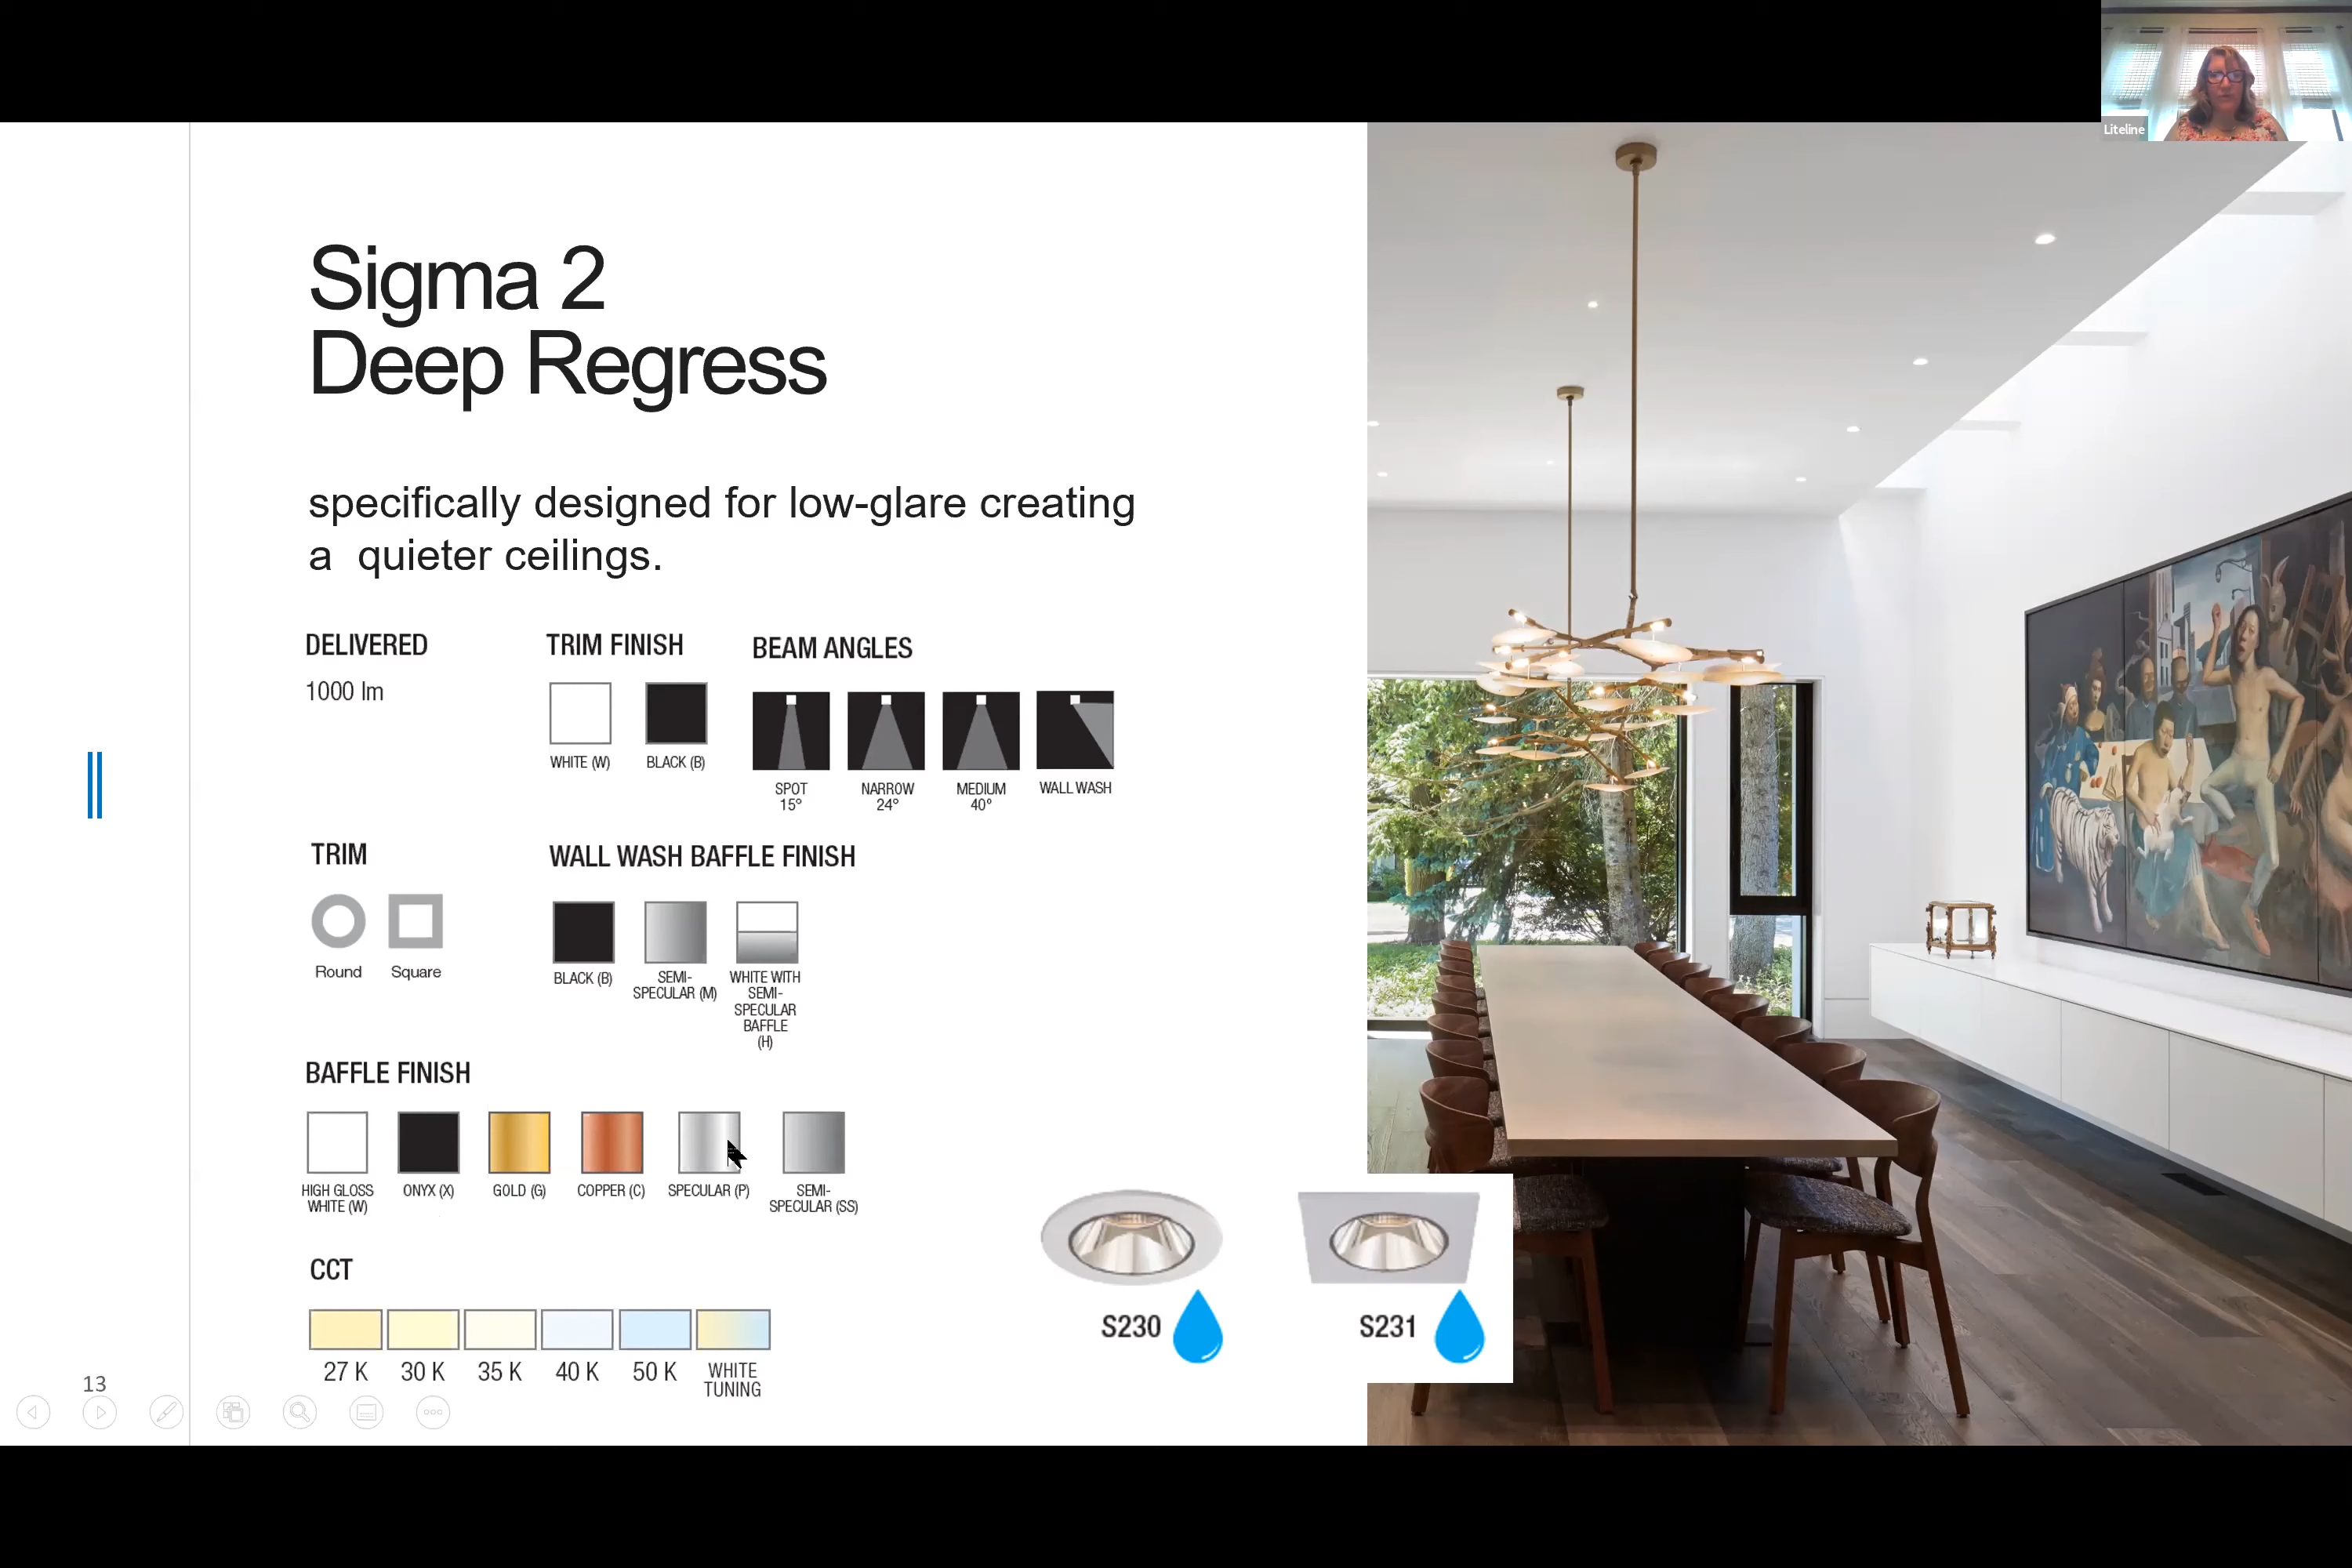 Liteline
Sigma 2
Deep Regress
specifically designed for low-glare creating
a  quieter ceilings.
DELIVERED
1000 lm
TRIM FINISH
WHITE (W)
BLACK (B)
BEAM ANGLES
SPOT
15°
NARROW
24°
MEDIUM
40°
WALL WASH
TRIM
Round
Square
WALL WASH BAFFLE FINISH
BLACK (B)
SEMI-
SPECULAR (M)
WHITE WITH
SEMI-
SPECULAR
BAFFLE
(H)
BAFFLE FINISH
HIGH GLOSS
WHITE (W)
ONYX (X)
GOLD (G)
COPPER (C)
SPECULAR (P)
SEMI-
SPECULAR (SS)
CCT
27 K
30 K
35 K
40 K
50 K
WHITE
TUNING
S230
S231
13